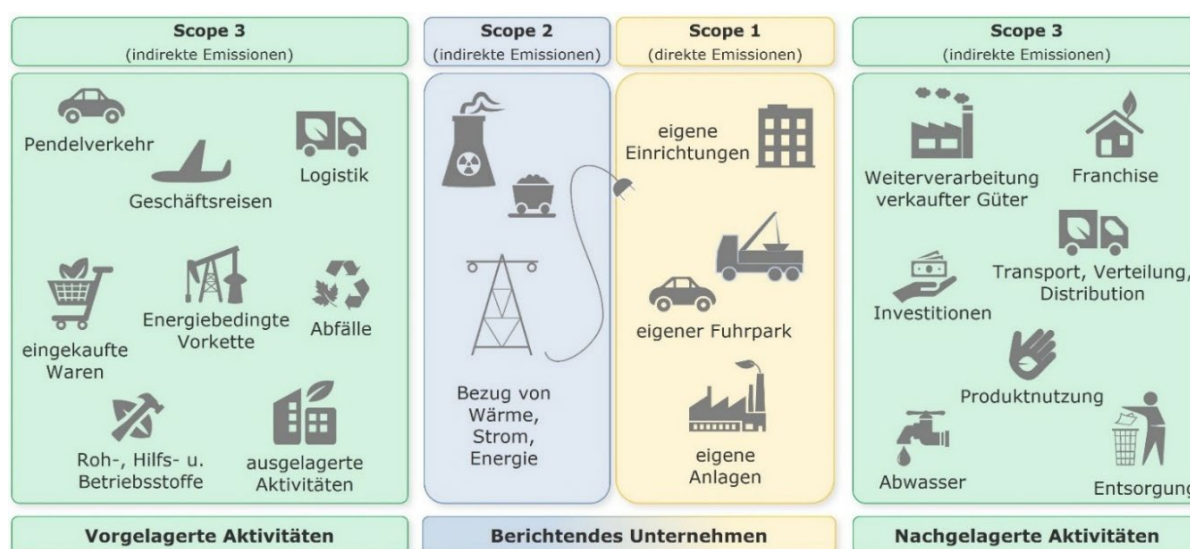 Scope 3
(indirekte Emissionen)
Pendelverkehr
Logistik
Geschäftsreisen
eingekaufte
Waren
Energiebedingte
Vorkette
Abfälle
Roh-, Hilfs- u.
Betriebsstoffe
ausgelagerte
Aktivitäten
Vorgelagerte Aktivitäten
Scope 2
(indirekte Emissionen)
Bezug von
Wärme,
Strom,
Energie
Scope 1
(direkte Emissionen)
eigene
Einrichtungen
eigener Fuhrpark
eigene
Anlagen
Berichtendes Unternehmen
Scope 3
(indirekte Emissionen)
Weiterverarbeitung
verkaufter Güter
Franchise
Transport, Verteilung,
Distribution
Investitionen
Produktnutzung
Abwasser
Entsorgung
Nachgelagerte Aktivitäten